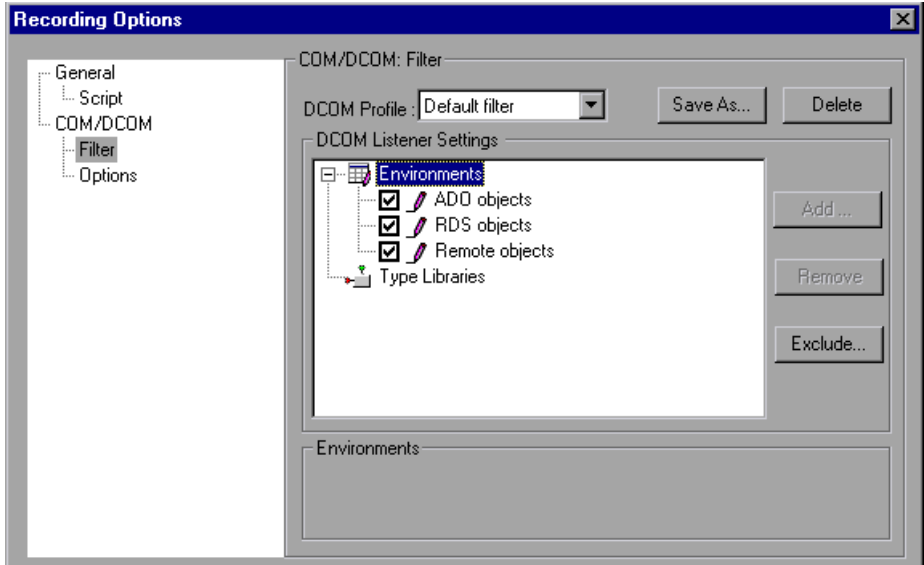 Recording Options
General
Script
COM/DCOM
Filter
Options
COM/DCOM: Filter
DCOM Profile : Default filter Save As... Delete
DCOM Listener Settings
Environments
ADO objects
RDS objects
Remote objects
Type Libraries
Add ...
Remove
Exclude...
Environments